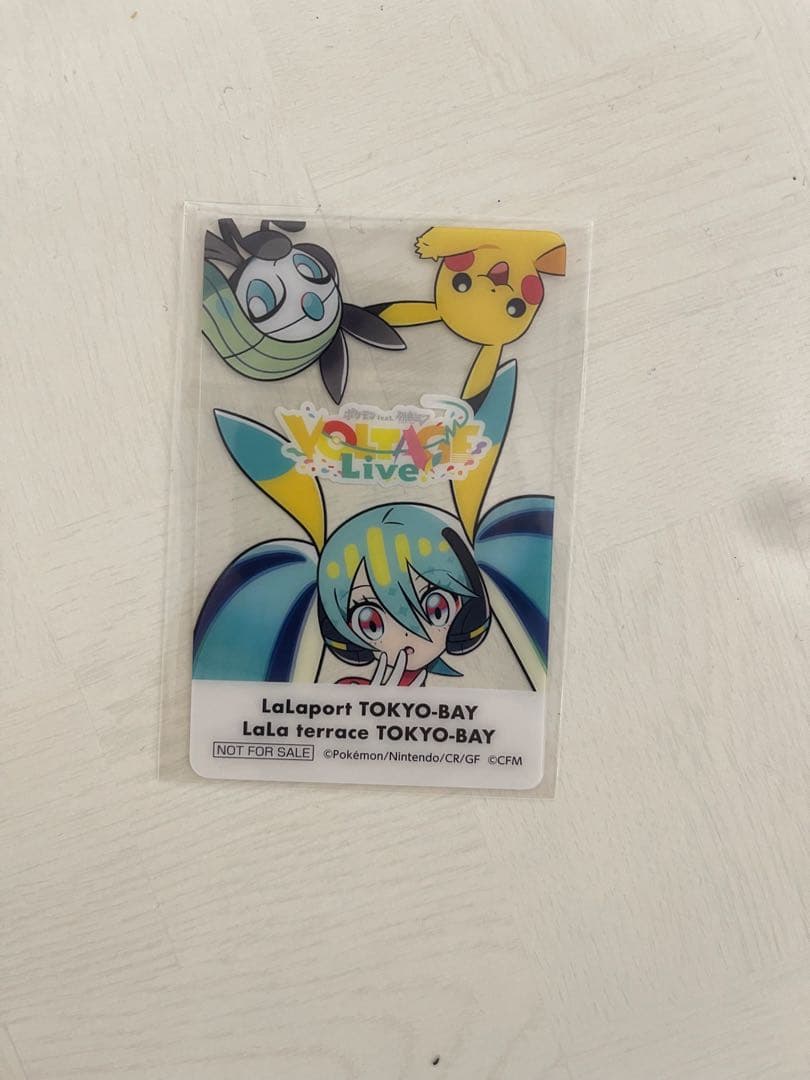 ポケモン feat. 初音ミク
VOLTAGE
Live!
LaLaport TOKYO-BAY
LaLa terrace TOKYO-BAY
NOT FOR SALE ©Pokémon/Nintendo/CR/GF ©CFM